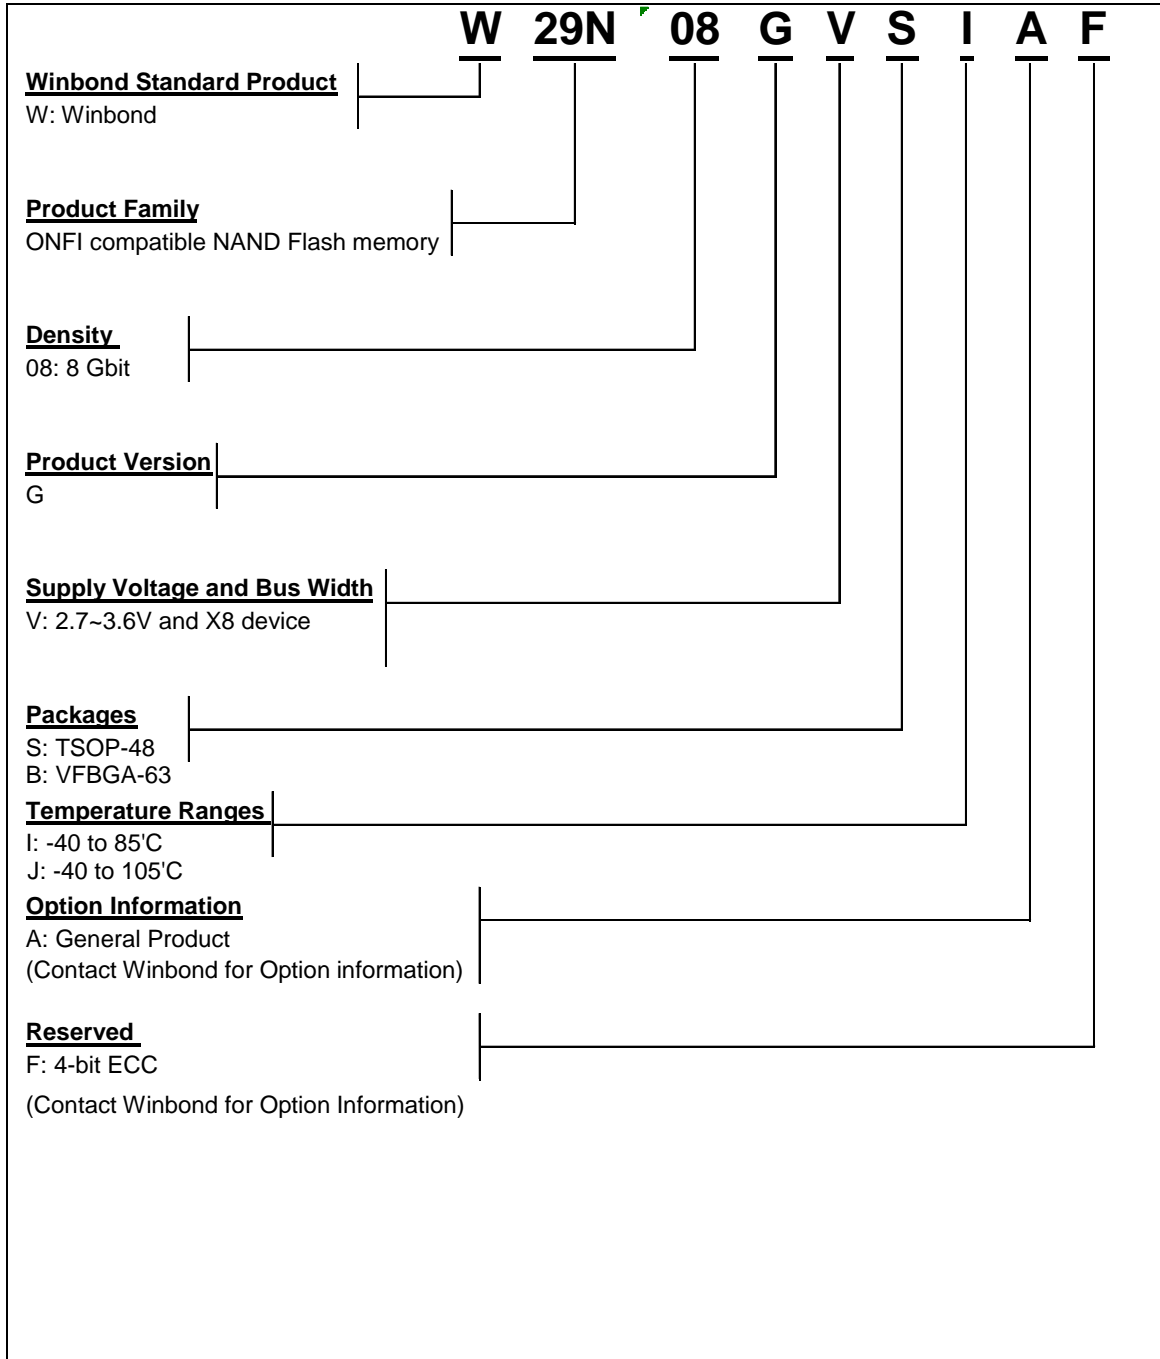 W 29N 08 G V S I A F
Winbond Standard Product
W: Winbond
Product Family
ONFI compatible NAND Flash memory
Density
08: 8 Gbit
Product Version
G
Supply Voltage and Bus Width
V: 2.7~3.6V and X8 device
Packages
S: TSOP-48
B: VFBGA-63
Temperature Ranges
I: -40 to 85'C
J: -40 to 105'C
Option Information
A: General Product
(Contact Winbond for Option information)
Reserved
F: 4-bit ECC
(Contact Winbond for Option Information)